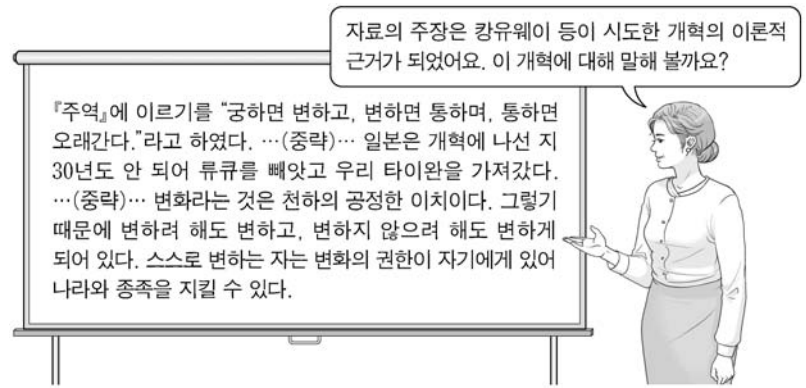 자료의 주장은 캉유웨이 등이 시도한 개혁의 이론적
근거가 되었어요. 이 개혁에 대해 말해 볼까요?
『주역』에 이르기를 “궁하면 변하고, 변하면 통하며, 통하면
오래간다.”라고 하였다. …(중략)… 일본은 개혁에 나선 지
30년도 안 되어 류큐를 빼앗고 우리 타이완을 가져갔다.
…(중략)… 변화라는 것은 천하의 공정한 이치이다. 그렇기
때문에 변하려 해도 변하고, 변하지 않으려 해도 변하게
되어 있다. 스스로 변하는 자는 변화의 권한이 자기에게 있어
나라와 종족을 지킬 수 있다.